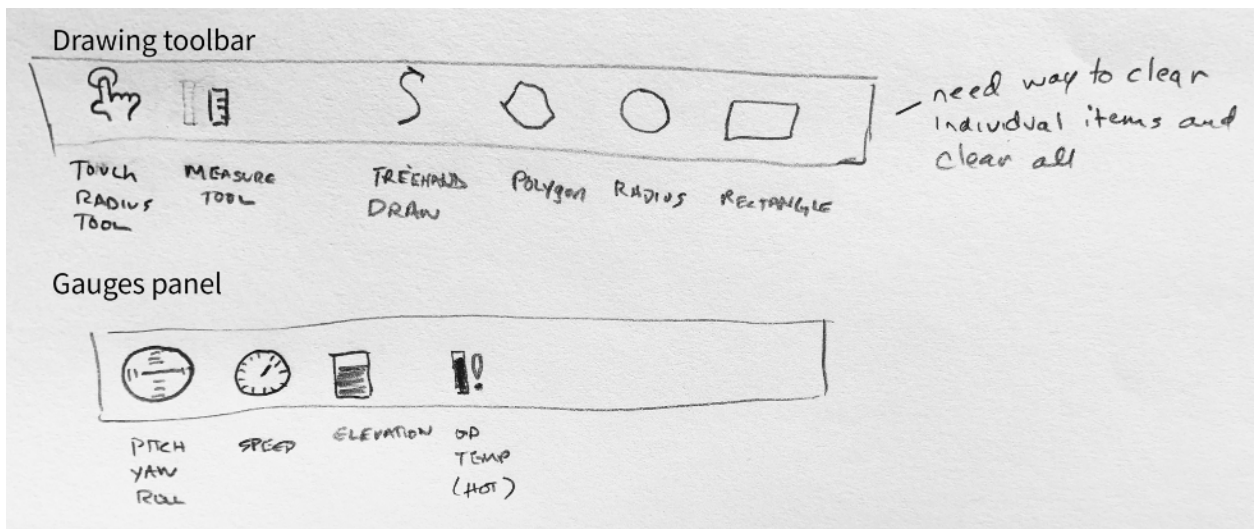 Drawing toolbar
need way to clear
individual items and
clear all
TOUCH
RADIUS
TOOL
MEASURE
TOOL
FREEHAND
DRAW
POLYGON
RADIUS
RECTANGLE
Gauges panel
PITCH
YAW
ROLL
SPEED
ELEVATION
OP
TEMP
(HOT)